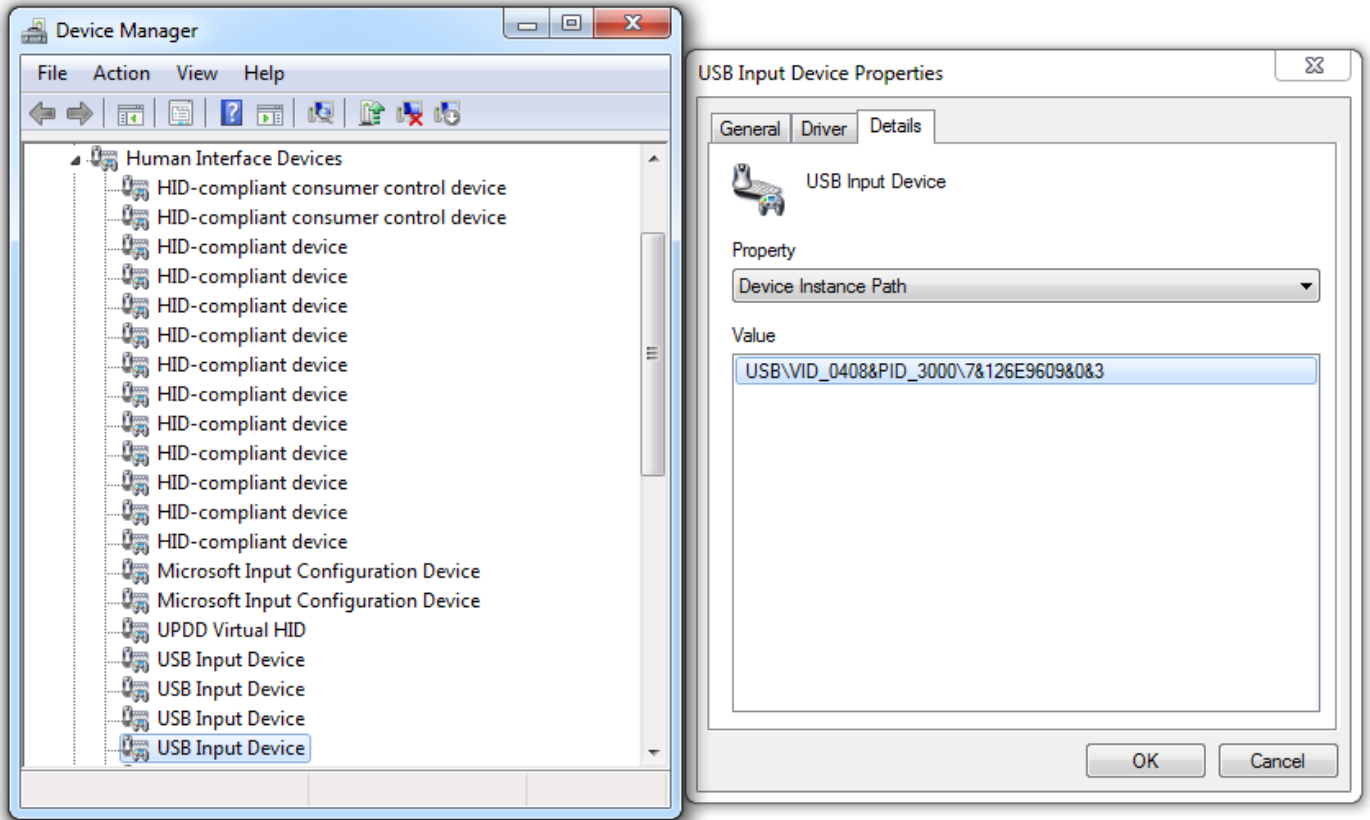 Device Manager
File Action View Help
Human Interface Devices
HID-compliant consumer control device
HID-compliant consumer control device
HID-compliant device
HID-compliant device
HID-compliant device
HID-compliant device
HID-compliant device
HID-compliant device
HID-compliant device
HID-compliant device
HID-compliant device
HID-compliant device
HID-compliant device
Microsoft Input Configuration Device
Microsoft Input Configuration Device
UPDD Virtual HID
USB Input Device
USB Input Device
USB Input Device
USB Input Device
USB Input Device Properties
General Driver Details
USB Input Device
Property
Device Instance Path
Value
USB\VID_0408&PID_3000\7&126E9609&0&3
OK Cancel